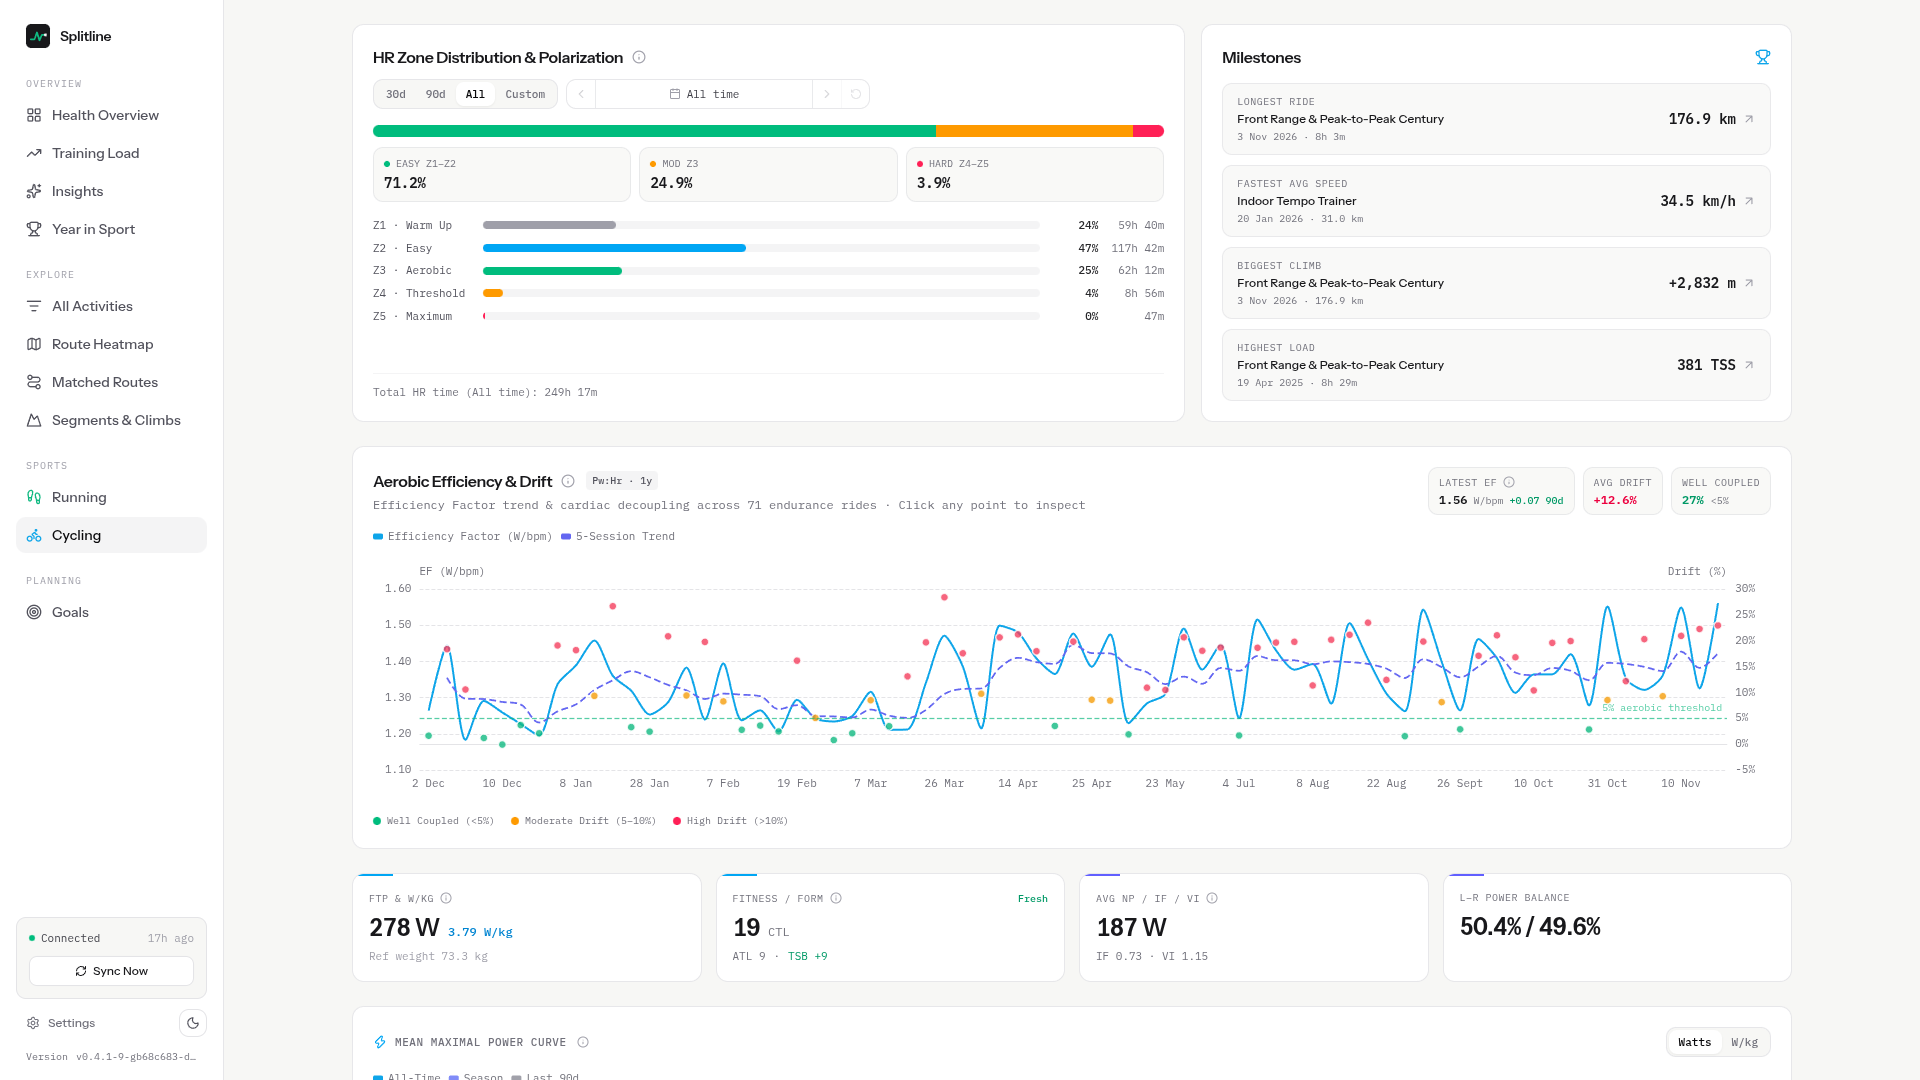 Splitline
OVERVIEW
Health Overview
Training Load
Insights
Year in Sport
EXPLORE
All Activities
Route Heatmap
Matched Routes
Segments & Climbs
SPORTS
Running
Cycling
PLANNING
Goals
Connected 17h ago
Sync Now
Settings
Version v0.4.1-9-gb68c683-d…
HR Zone Distribution & Polarization
30d 90d All Custom
All time
EASY Z1–Z2
71.2%
MOD Z3
24.9%
HARD Z4–Z5
3.9%
Z1 · Warm Up 24% 59h 40m
Z2 · Easy 47% 117h 42m
Z3 · Aerobic 25% 62h 12m
Z4 · Threshold 4% 8h 56m
Z5 · Maximum 0% 47m
Total HR time (All time): 249h 17m
Milestones
LONGEST RIDE
Front Range & Peak-to-Peak Century
3 Nov 2026 · 8h 3m
176.9 km
FASTEST AVG SPEED
Indoor Tempo Trainer
20 Jan 2026 · 31.0 km
34.5 km/h
BIGGEST CLIMB
Front Range & Peak-to-Peak Century
3 Nov 2026 · 176.9 km
+2,832 m
HIGHEST LOAD
Front Range & Peak-to-Peak Century
19 Apr 2025 · 8h 29m
381 TSS
Aerobic Efficiency & Drift Pw:Hr · 1y
Efficiency Factor trend & cardiac decoupling across 71 endurance rides · Click any point to inspect
LATEST EF
1.56 W/bpm +0.07 90d
AVG DRIFT
+12.6%
WELL COUPLED
27% <5%
Efficiency Factor (W/bpm) 5-Session Trend
EF (W/bpm) Drift (%)
1.60
1.50
1.40
1.30
1.20
1.10
30%
25%
20%
15%
10%
5%
0%
-5%
5% aerobic threshold
2 Dec 10 Dec 8 Jan 28 Jan 7 Feb 19 Feb 7 Mar 26 Mar 14 Apr 25 Apr 23 May 4 Jul 8 Aug 22 Aug 26 Sept 10 Oct 31 Oct 10 Nov
Well Coupled (<5%) Moderate Drift (5–10%) High Drift (>10%)
FTP & W/KG
278 W 3.79 W/kg
Ref weight 73.3 kg
FITNESS / FORM Fresh
19 CTL
ATL 9 · TSB +9
AVG NP / IF / VI
187 W
IF 0.73 · VI 1.15
L–R POWER BALANCE
50.4% / 49.6%
MEAN MAXIMAL POWER CURVE
Watts W/kg
All-Time Season Last 90d